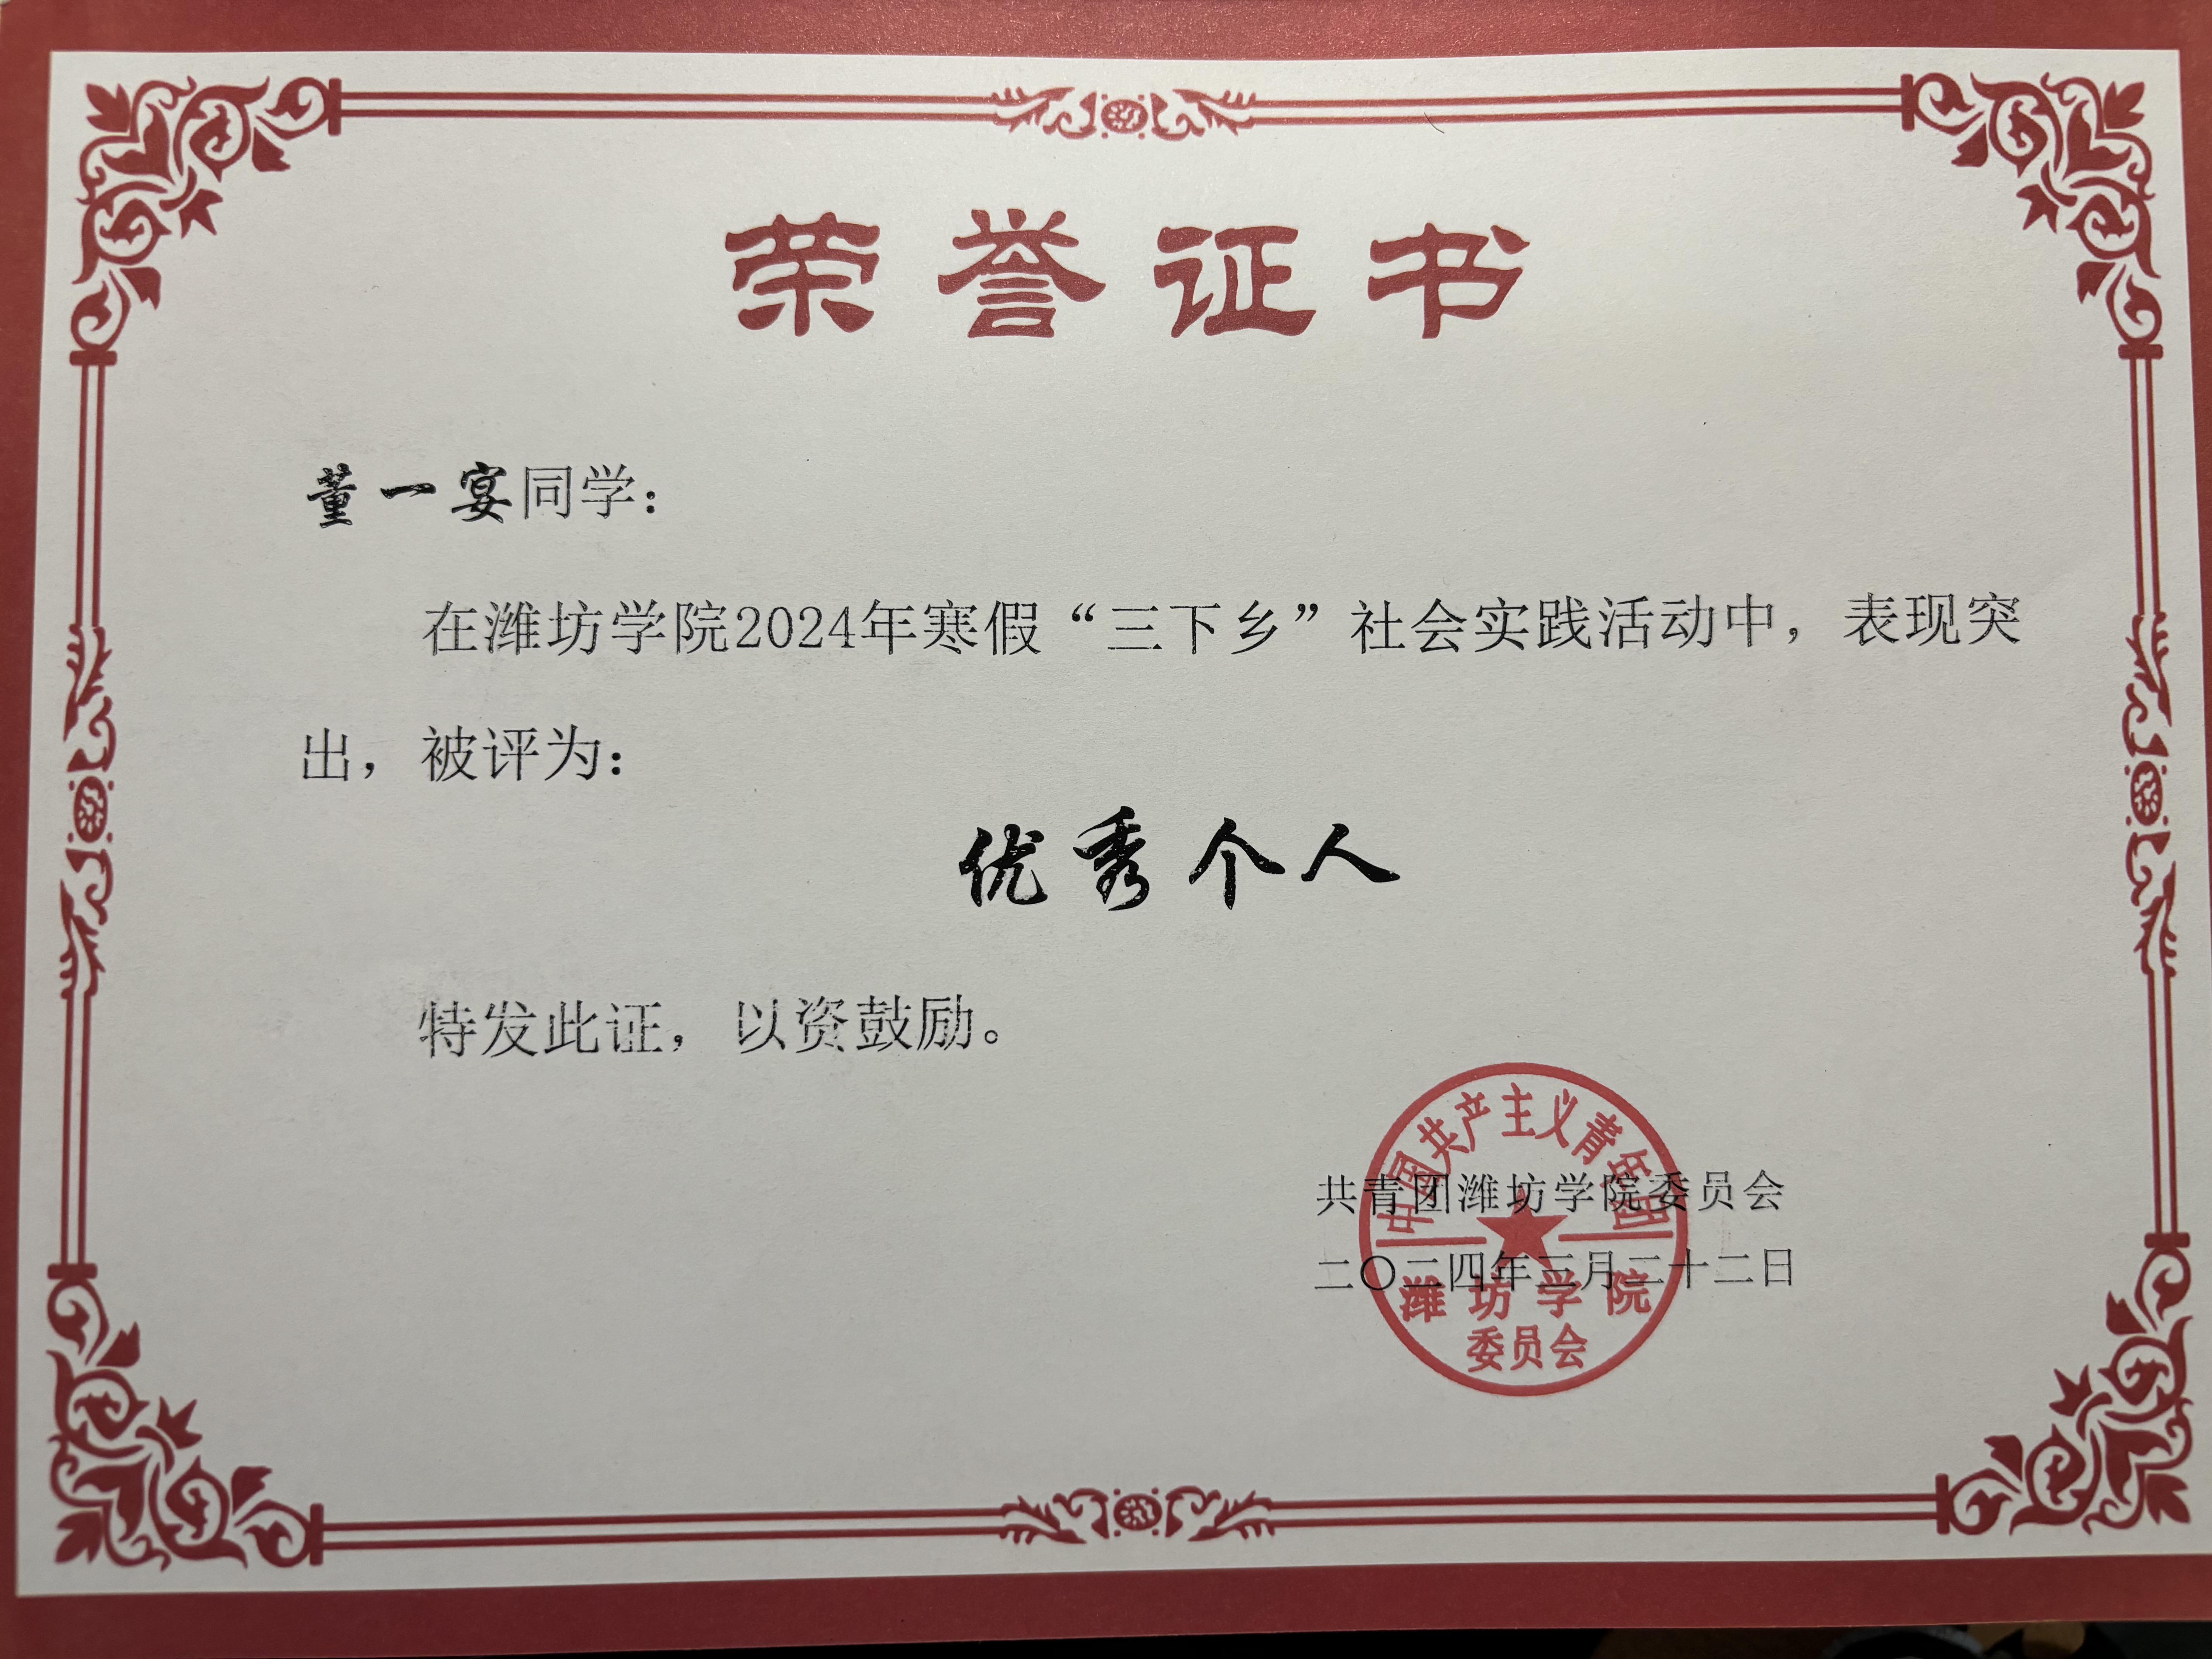 荣誉证书
董一宴同学：
在潍坊学院2024年寒假“三下乡”社会实践活动中，表现突
出，被评为：
优秀个人
特发此证，以资鼓励。
共青团潍坊学院委员会
二〇二四年三月二十二日
中国共产主义青年团
潍坊学院
委员会